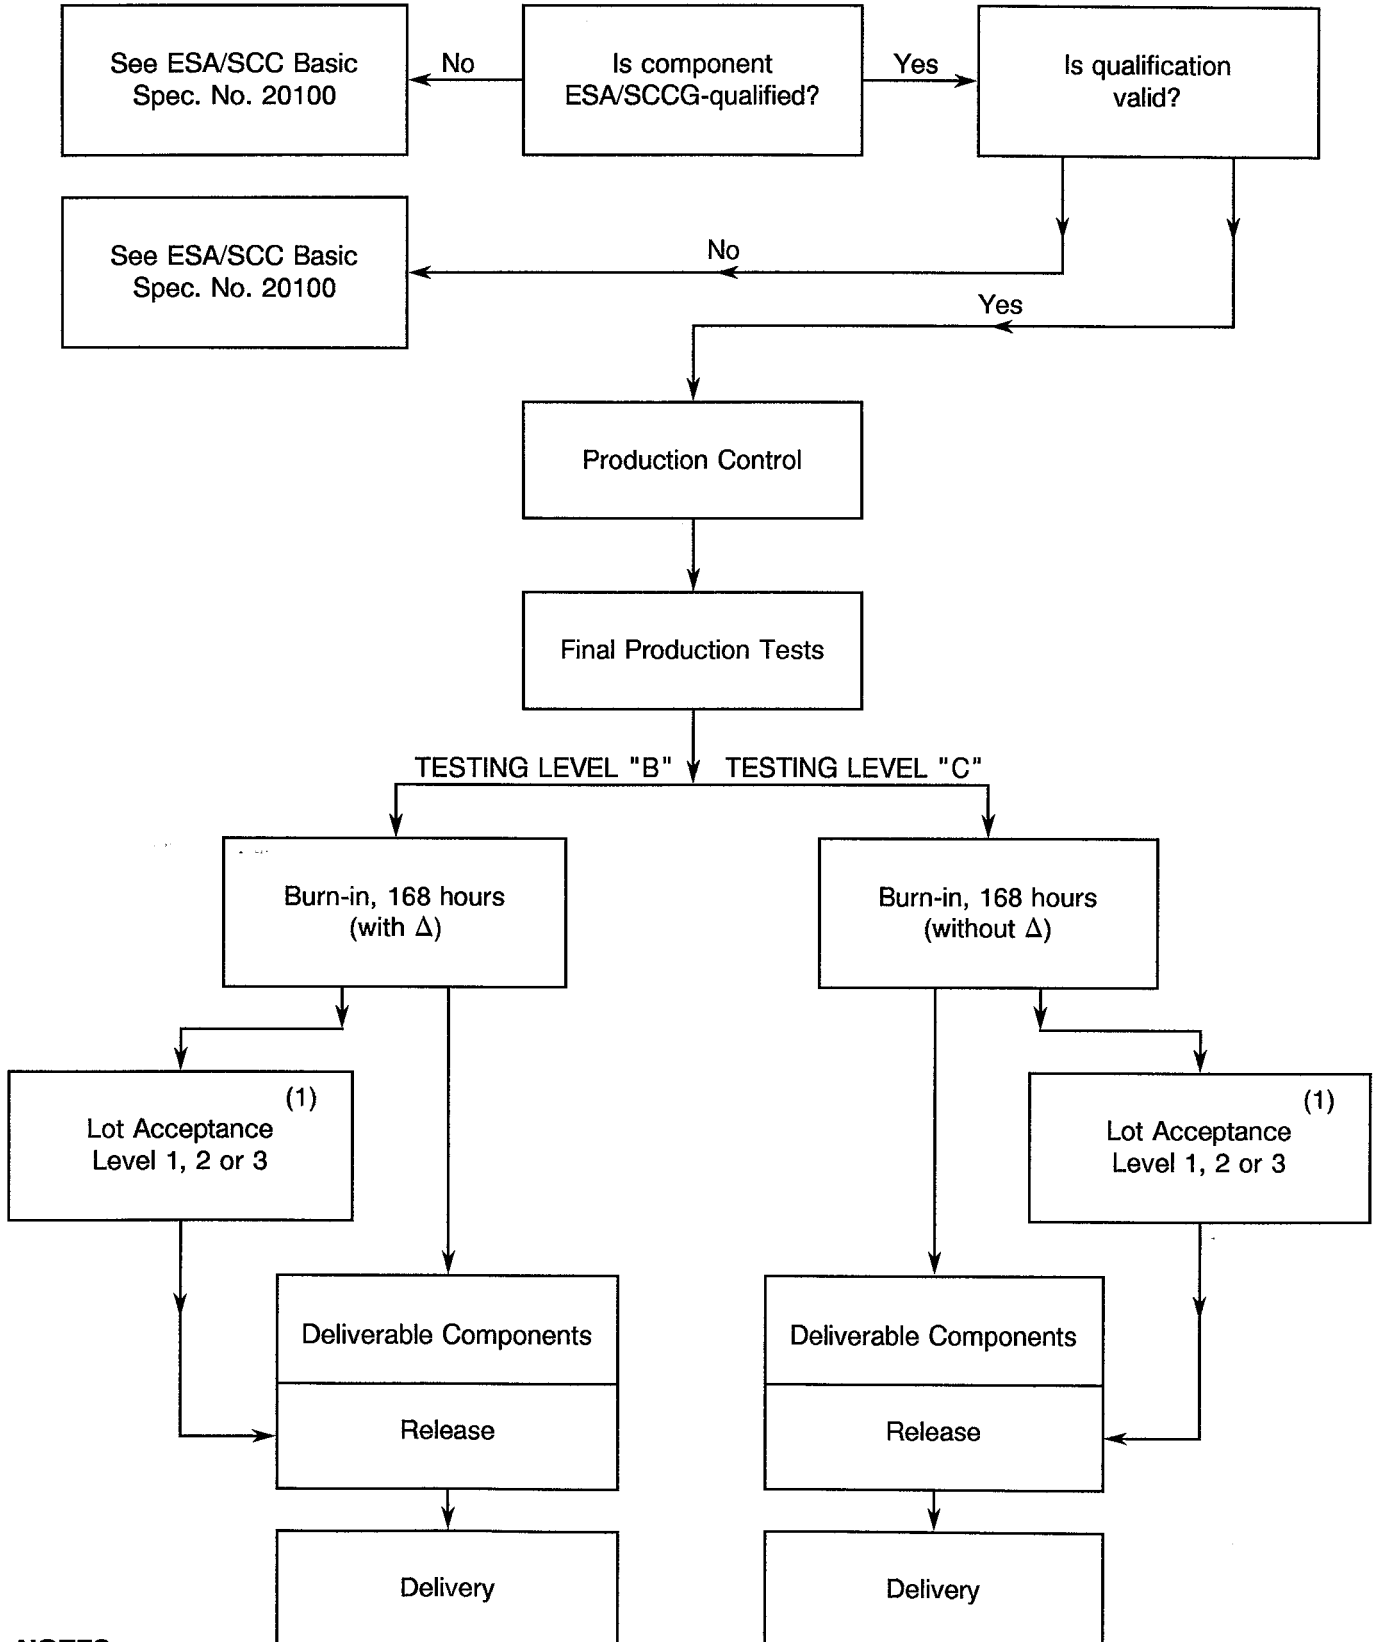 See ESA/SCC Basic
Spec. No. 20100
No
Is component
ESA/SCCG-qualified?
Yes
Is qualification
valid?
See ESA/SCC Basic
Spec. No. 20100
No
Yes
Production Control
Final Production Tests
TESTING LEVEL "B"
TESTING LEVEL "C"
Burn-in, 168 hours
(with Δ)
Burn-in, 168 hours
(without Δ)
(1)
Lot Acceptance
Level 1, 2 or 3
(1)
Lot Acceptance
Level 1, 2 or 3
Deliverable Components
Release
Deliverable Components
Release
Delivery
Delivery